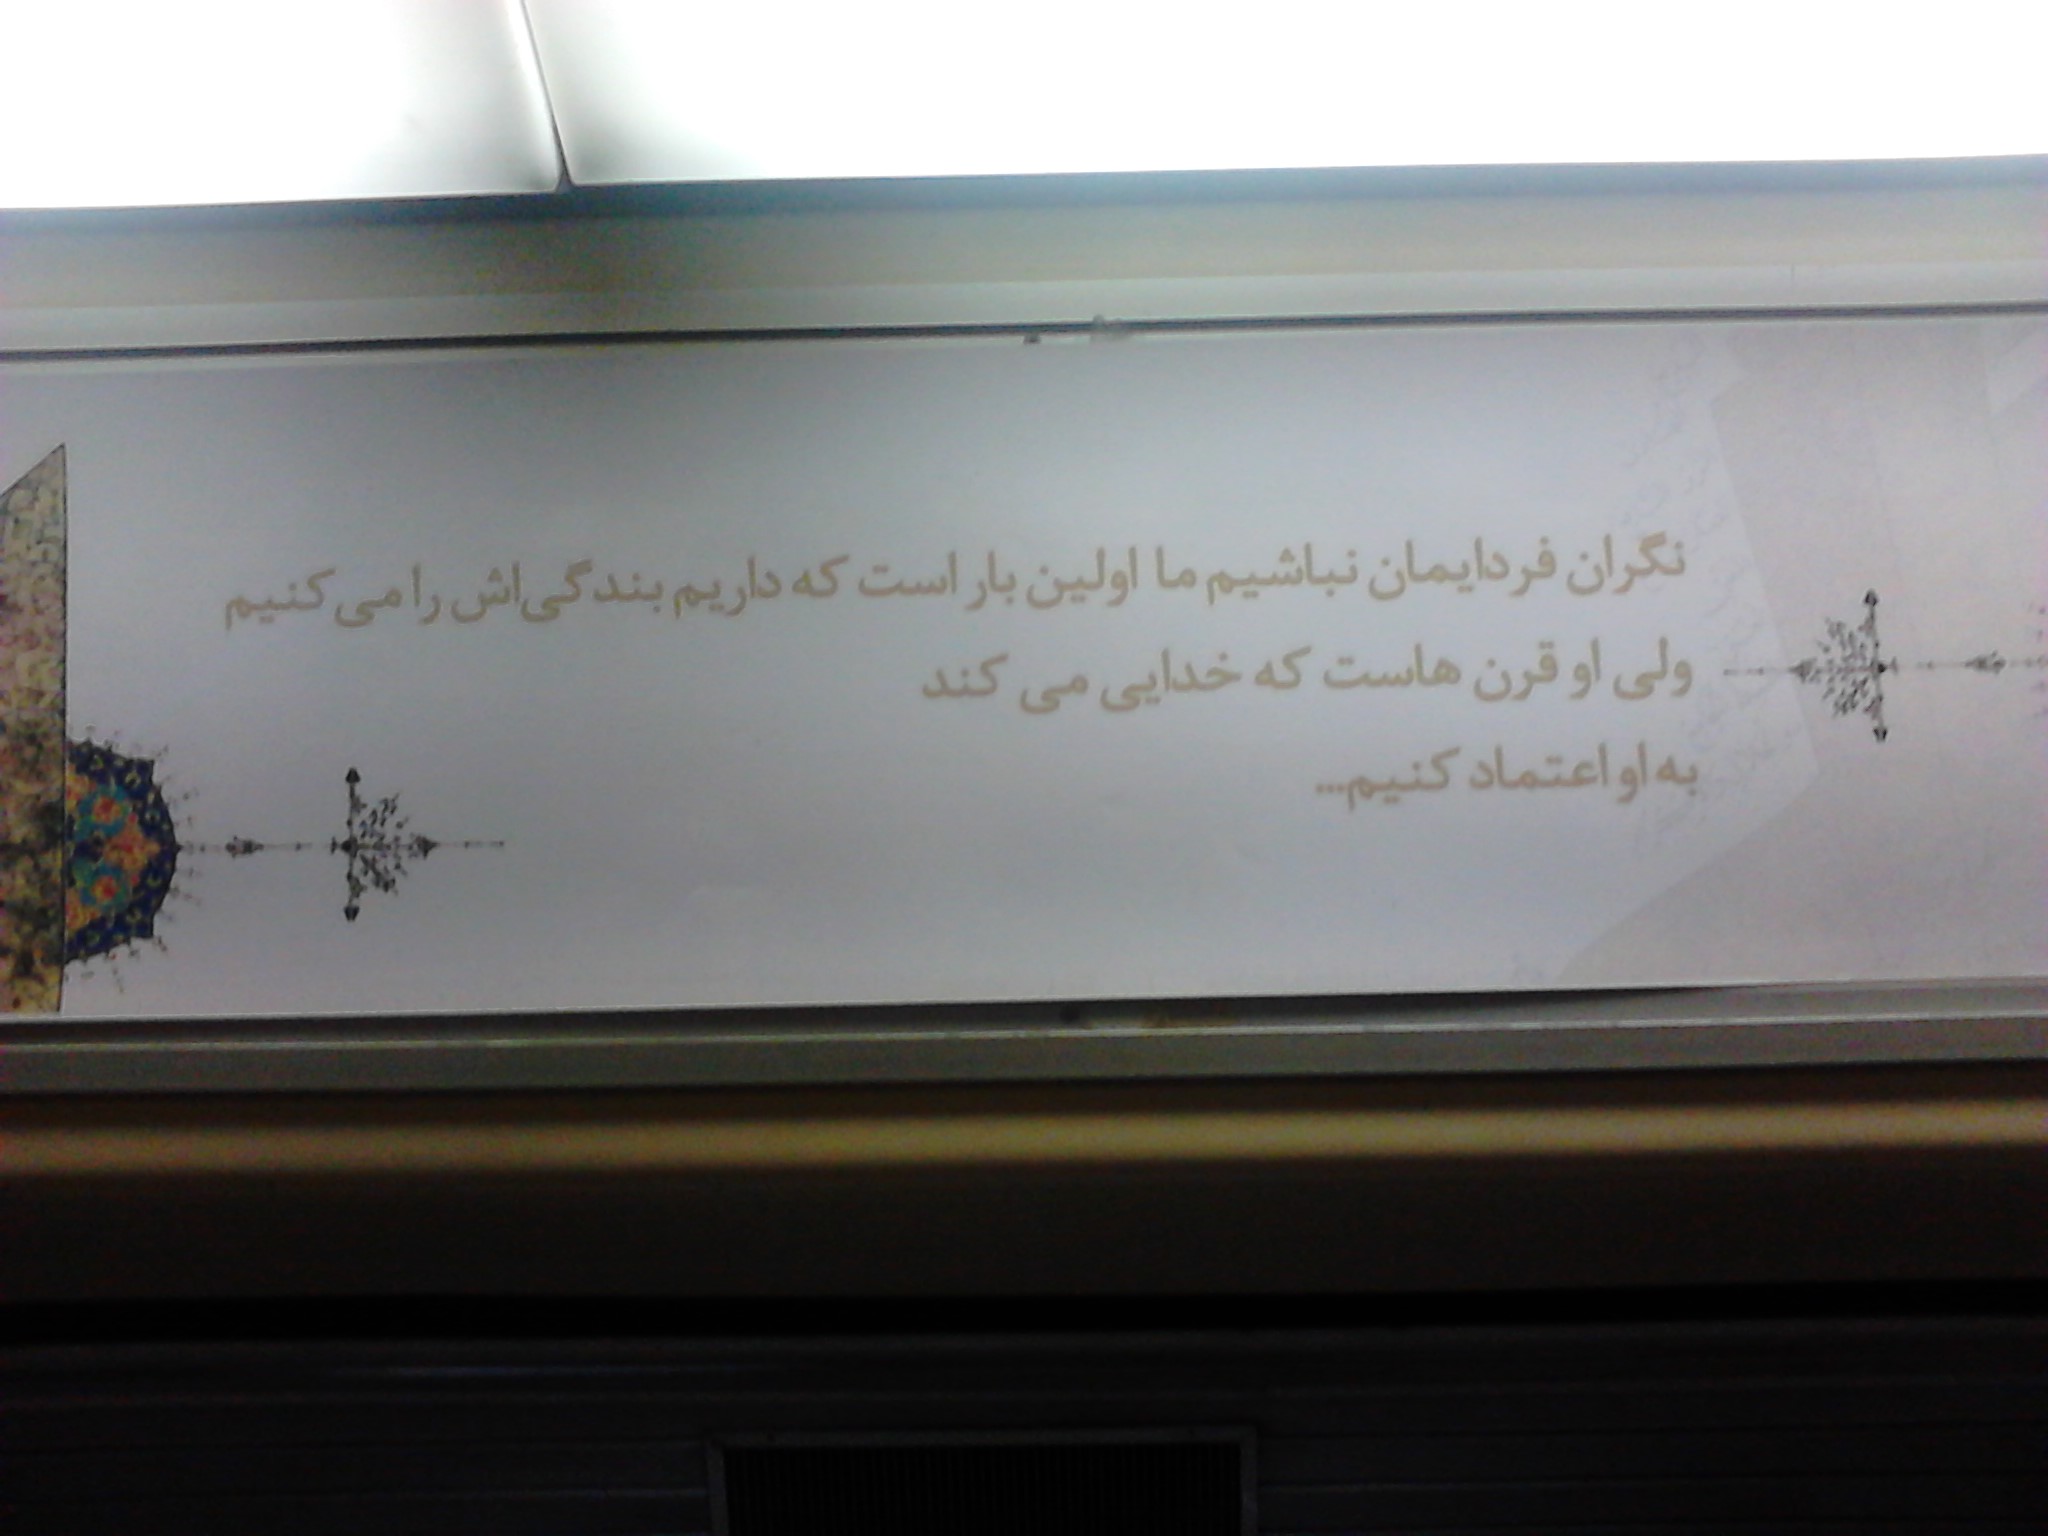 نگران فردایمان نباشیم ما اولین بار است که داریم بندگی‌اش را می کنیم
ولی او قرن هاست که خدایی می کند
به او اعتماد کنیم...